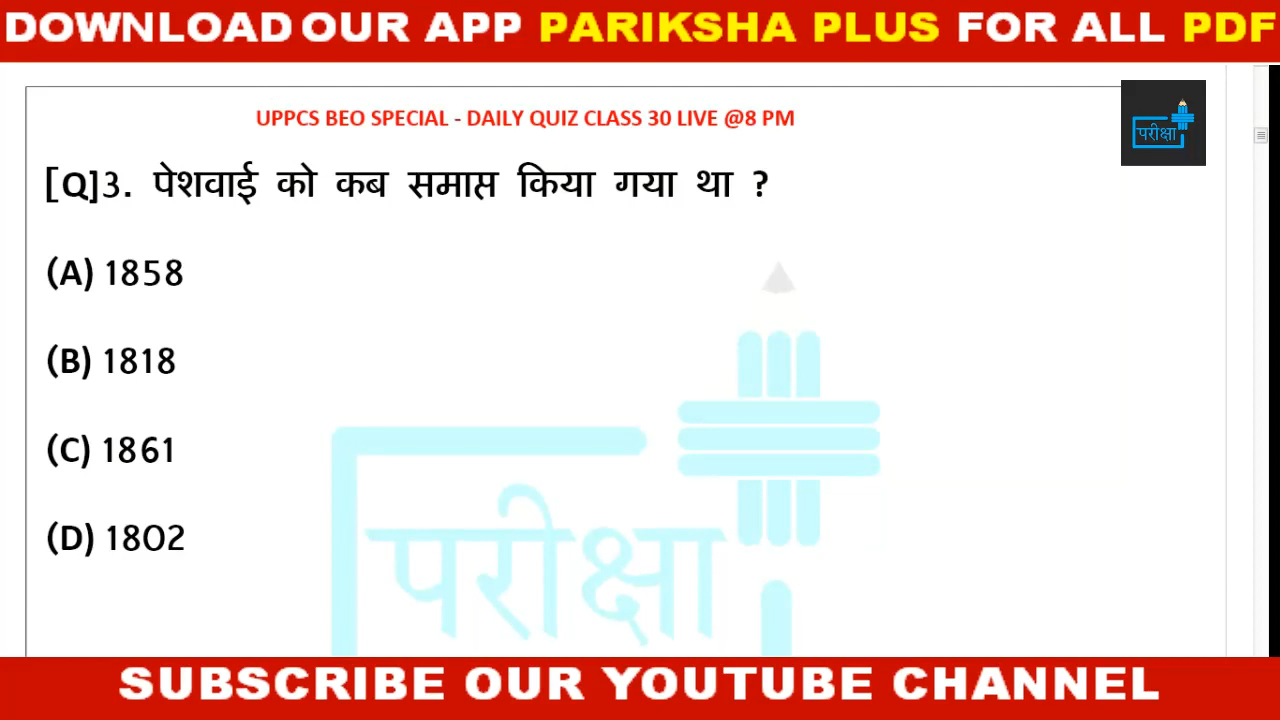 DOWNLOAD OUR APP PARIKSHA PLUS FOR ALL PDF
UPPCS BEO SPECIAL - DAILY QUIZ CLASS 30 LIVE @8 PM
परीक्षा
[Q]3. पेशवाई को कब समाप्त किया गया था ?
(A) 1858
(B) 1818
(C) 1861
(D) 1802
परीक्षा
SUBSCRIBE OUR YOUTUBE CHANNEL